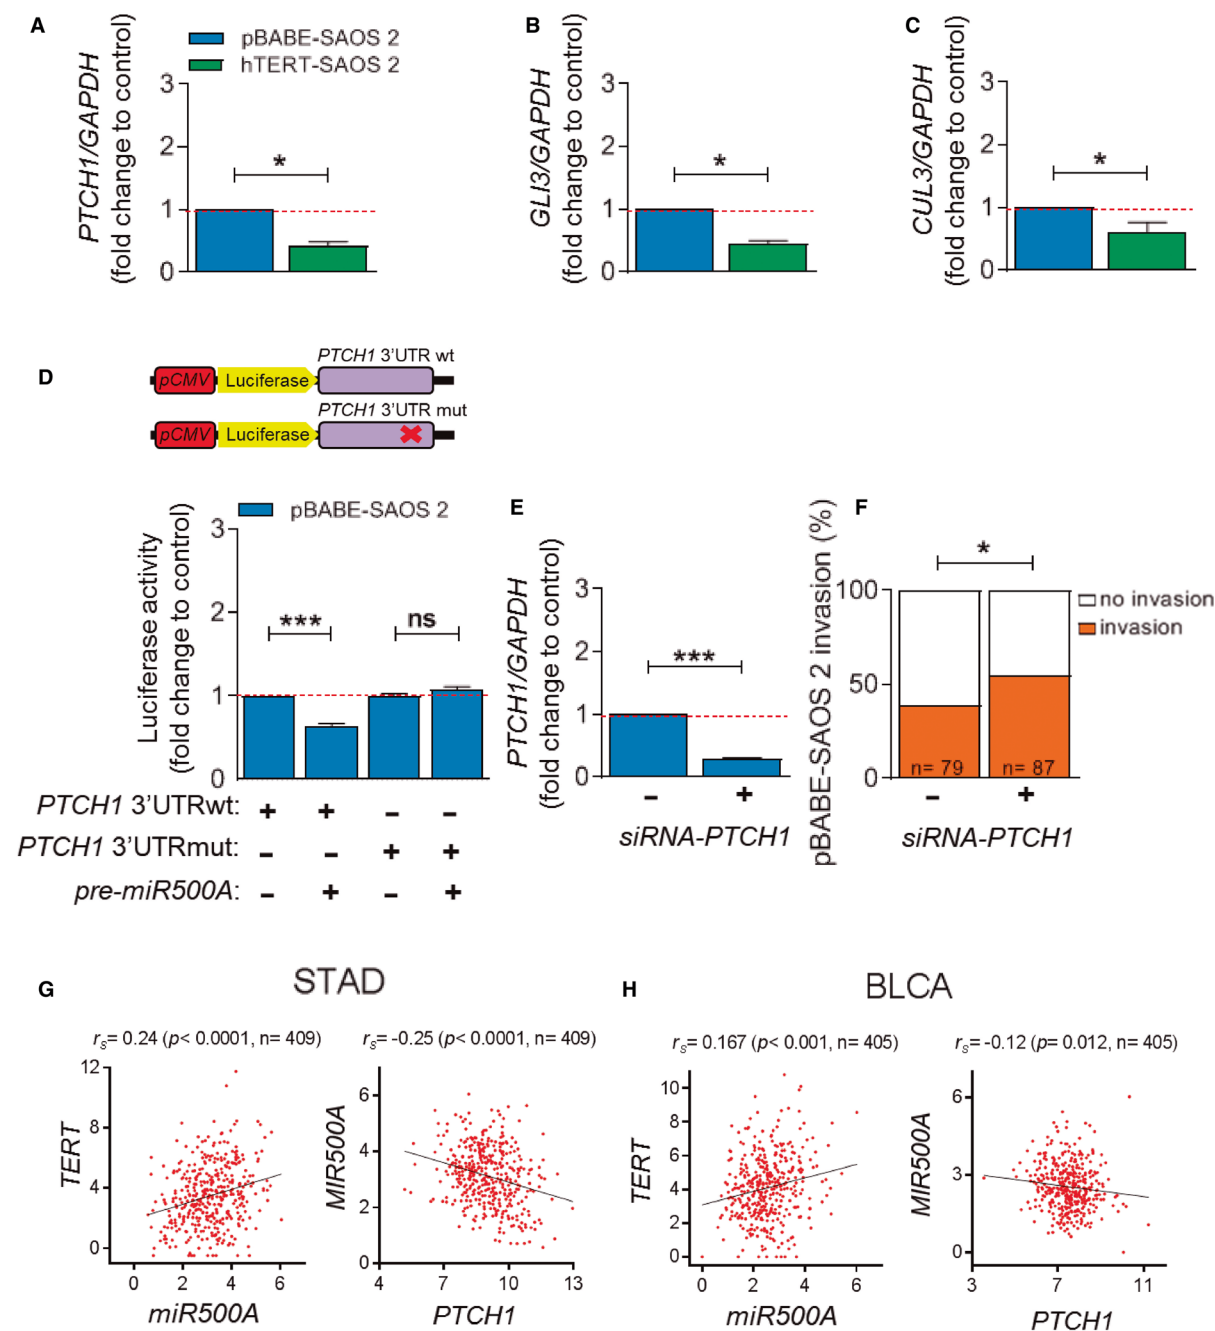 A
B
C
pBABE-SAOS 2
hTERT-SAOS 2
PTCH1/GAPDH
(fold change to control)
3
2
1
0
*
GLI3/GAPDH
(fold change to control)
3
2
1
0
*
CUL3/GAPDH
(fold change to control)
3
2
1
0
*
D
PTCH1 3'UTR wt
pCMV Luciferase
PTCH1 3'UTR mut
pCMV Luciferase
pBABE-SAOS 2
Luciferase activity
(fold change to control)
3
2
1
0
***
ns
PTCH1 3'UTRwt: + + - -
PTCH1 3'UTRmut: - - + +
pre-miR500A: - + - +
E
PTCH1/GAPDH
(fold change to control)
3
2
1
0
***
- +
siRNA-PTCH1
F
pBABE-SAOS 2 invasion (%)
100
50
0
*
no invasion
invasion
n= 79
n= 87
- +
siRNA-PTCH1
G
STAD
rS= 0.24 (p< 0.0001, n= 409)
TERT
12
8
4
0
0 2 4 6
miR500A
rS= -0.25 (p< 0.0001, n= 409)
MIR500A
6
4
2
0
4 7 10 13
PTCH1
H
BLCA
rS= 0.167 (p< 0.001, n= 405)
TERT
10
8
6
4
2
0
0 2 4 6
miR500A
rS= -0.12 (p= 0.012, n= 405)
MIR500A
6
3
0
3 7 11
PTCH1